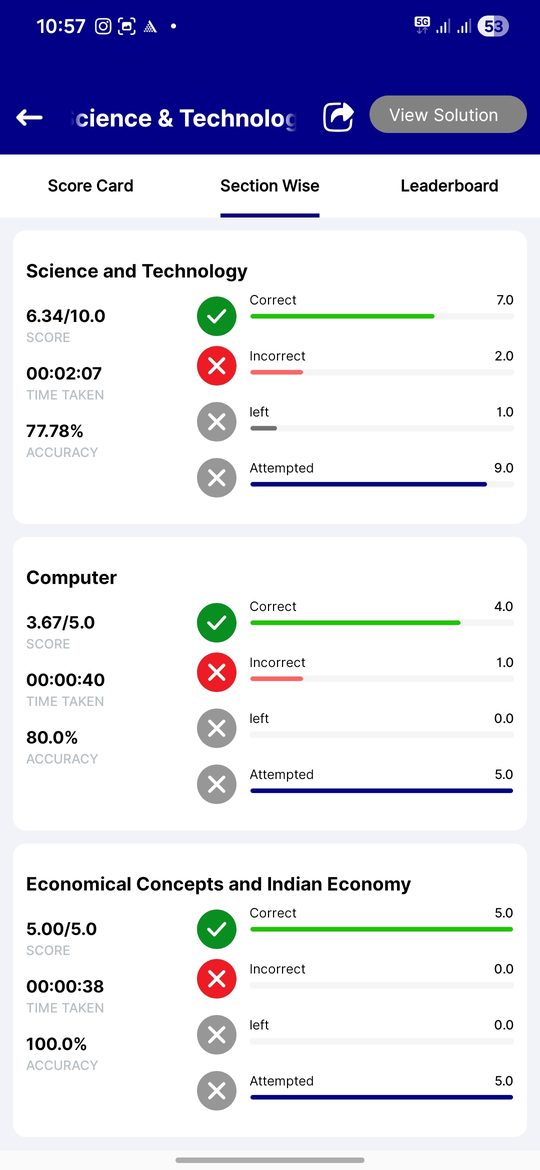 10:57
5G
53
cience & Technolog
View Solution
Score Card
Section Wise
Leaderboard
Science and Technology
6.34/10.0
SCORE
00:02:07
TIME TAKEN
77.78%
ACCURACY
Correct 7.0
Incorrect 2.0
left 1.0
Attempted 9.0
Computer
3.67/5.0
SCORE
00:00:40
TIME TAKEN
80.0%
ACCURACY
Correct 4.0
Incorrect 1.0
left 0.0
Attempted 5.0
Economical Concepts and Indian Economy
5.00/5.0
SCORE
00:00:38
TIME TAKEN
100.0%
ACCURACY
Correct 5.0
Incorrect 0.0
left 0.0
Attempted 5.0